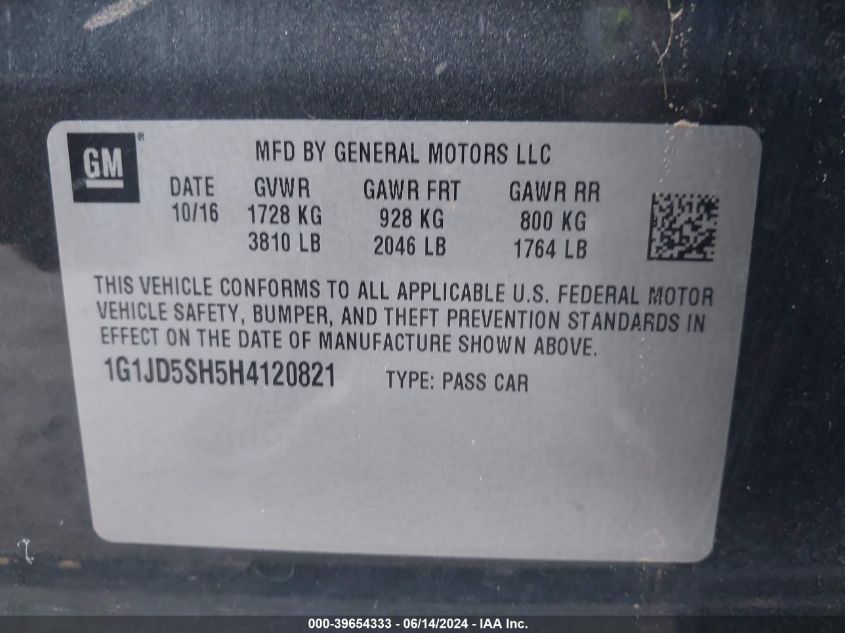 GM ®
MFD BY GENERAL MOTORS LLC
DATE GVWR GAWR FRT GAWR RR
10/16 1728 KG 928 KG 800 KG
3810 LB 2046 LB 1764 LB
THIS VEHICLE CONFORMS TO ALL APPLICABLE U.S. FEDERAL MOTOR
VEHICLE SAFETY, BUMPER, AND THEFT PREVENTION STANDARDS IN
EFFECT ON THE DATE OF MANUFACTURE SHOWN ABOVE.
1G1JD5SH5H4120821 TYPE: PASS CAR
000-39654333 - 06/14/2024 - IAA Inc.